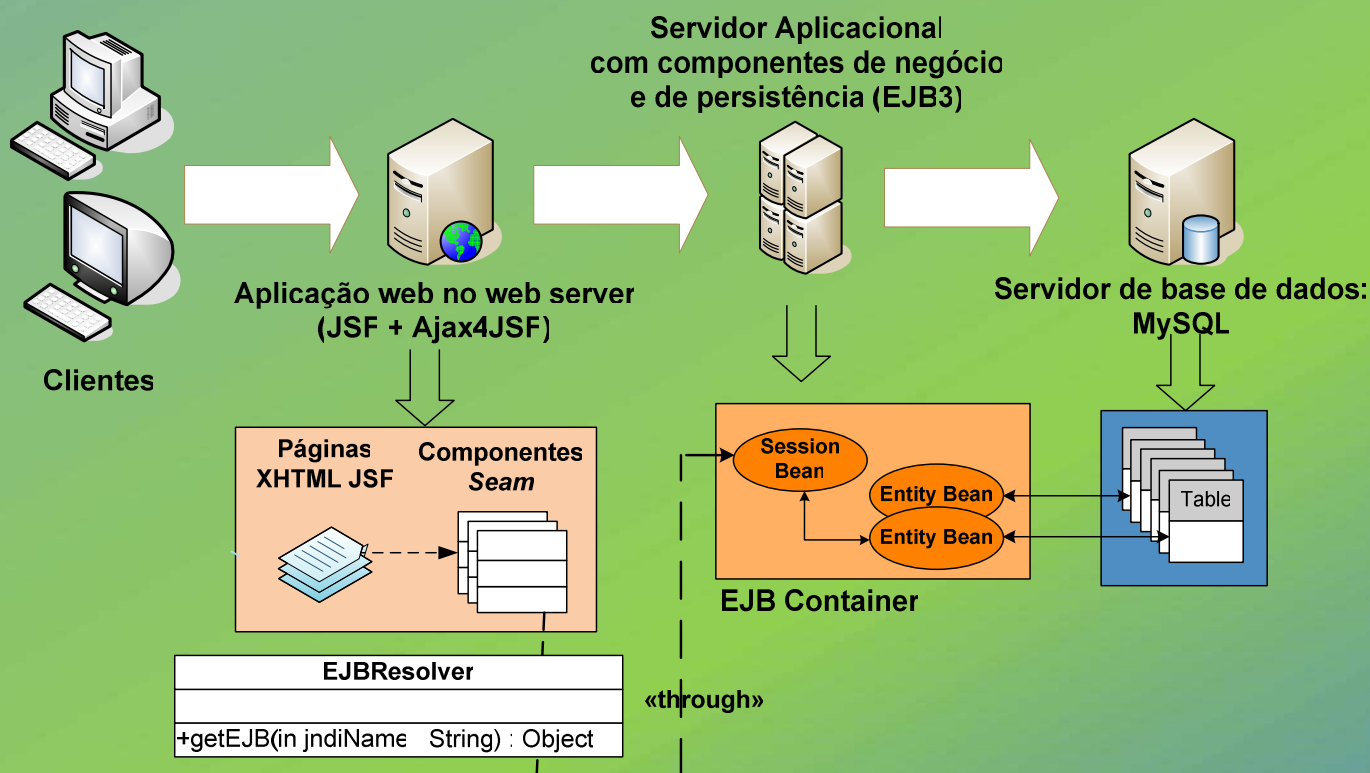 Servidor Aplicacional
com componentes de negócio
e de persistência (EJB3)
Aplicação web no web server
(JSF + Ajax4JSF)
Servidor de base de dados:
MySQL
Clientes
Páginas
XHTML JSF
Componentes
Seam
Session
Bean
Entity Bean
Entity Bean
Table
EJB Container
EJBResolver
«through»
+getEJB(in jndiName String) : Object